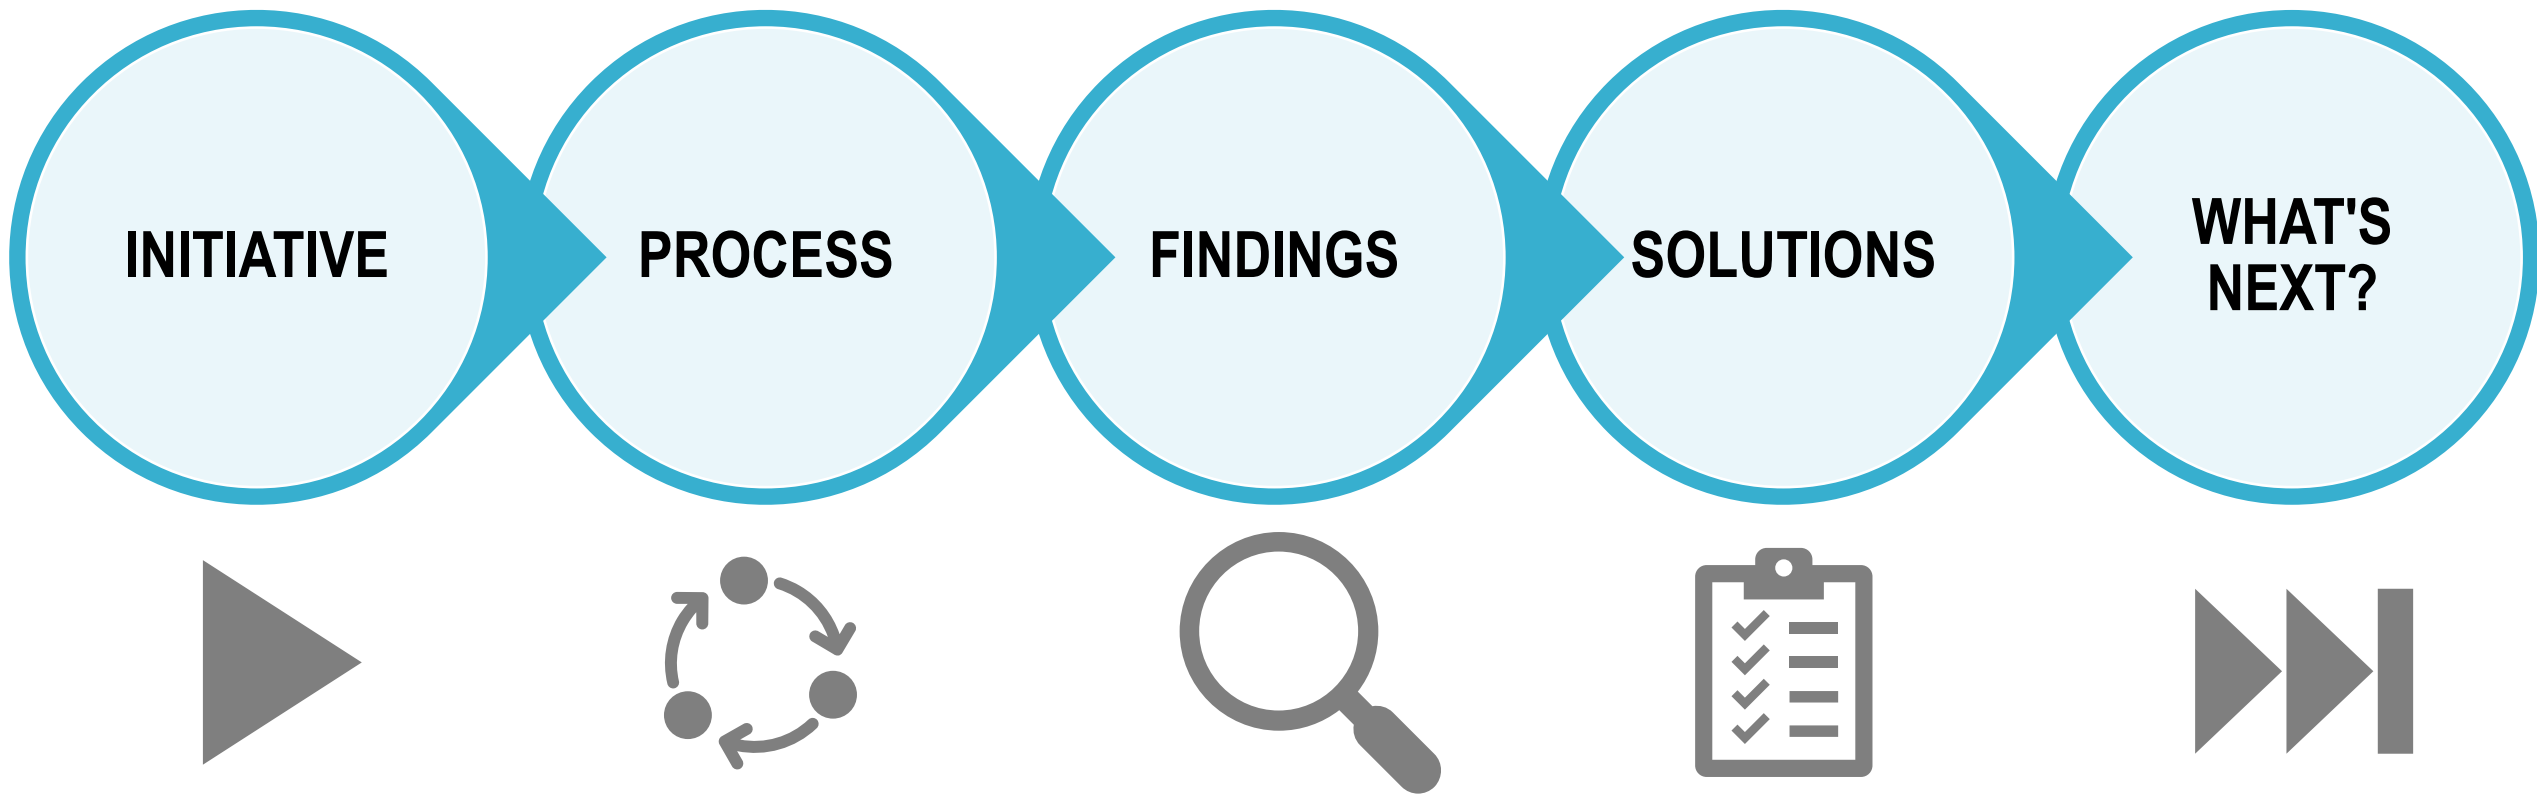 INITIATIVE
PROCESS
FINDINGS
SOLUTIONS
WHAT'S
NEXT?